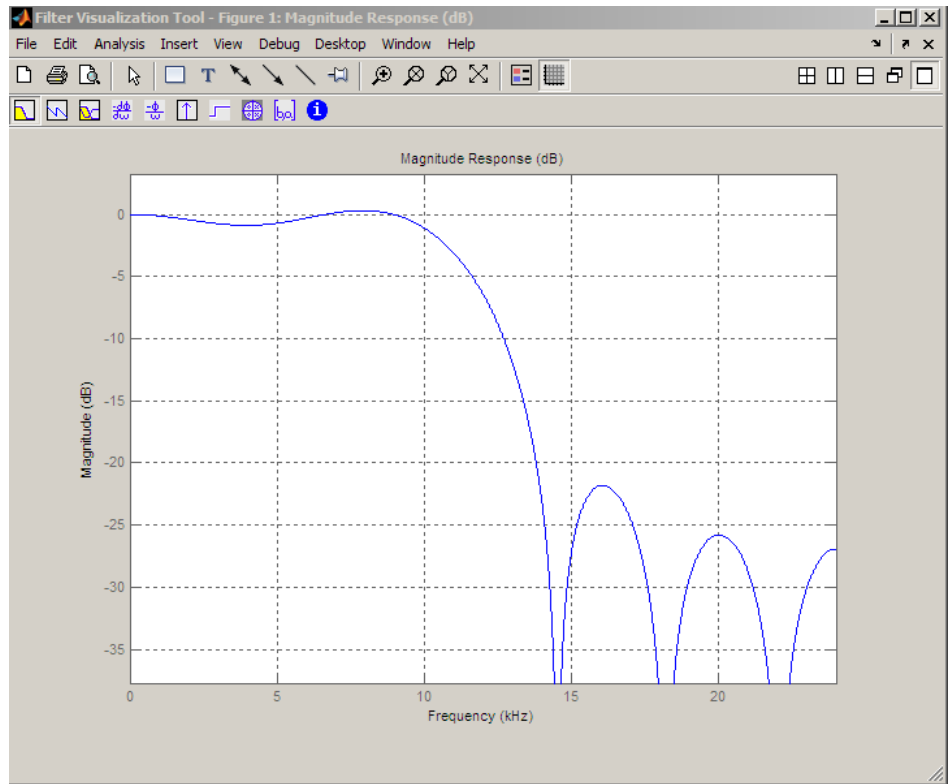 Filter Visualization Tool - Figure 1: Magnitude Response (dB)
File Edit Analysis Insert View Debug Desktop Window Help
Magnitude Response (dB)
0
-5
-10
-15
-20
-25
-30
-35
Magnitude (dB)
0 5 10 15 20
Frequency (kHz)